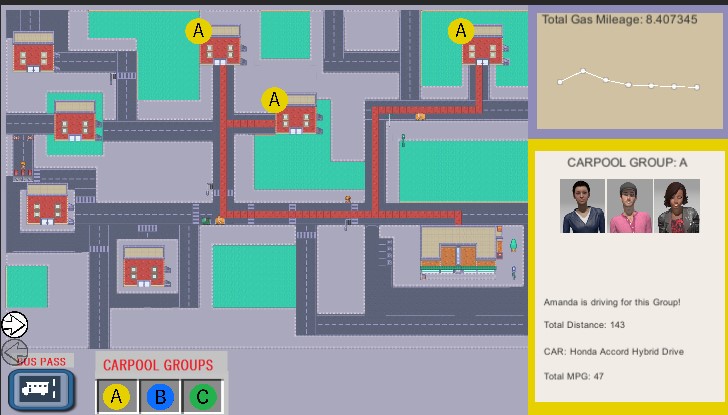 A
A
A
Total Gas Mileage: 8.407345
CARPOOL GROUP: A
Amanda is driving for this Group!
Total Distance: 143
CAR: Honda Accord Hybrid Drive
Total MPG: 47
BUS PASS
CARPOOL GROUPS
A B C